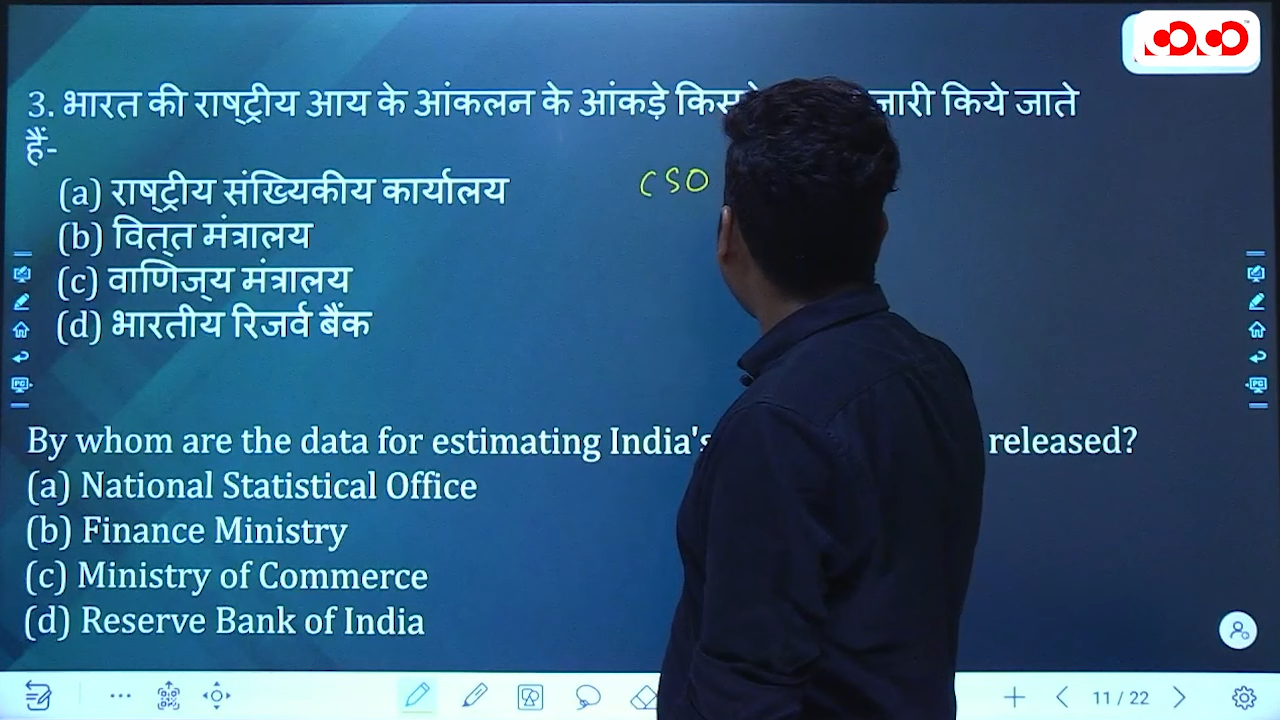 3. भारत की राष्ट्रीय आय के आंकलन के आंकड़े जारी किये जाते
हैं-
(a) राष्ट्रीय संख्यिकीय कार्यालय
CSO
(b) वित्त मंत्रालय
(c) वाणिज्य मंत्रालय
(d) भारतीय रिजर्व बैंक
By whom are the data for estimating India's released?
(a) National Statistical Office
(b) Finance Ministry
(c) Ministry of Commerce
(d) Reserve Bank of India
11 / 22